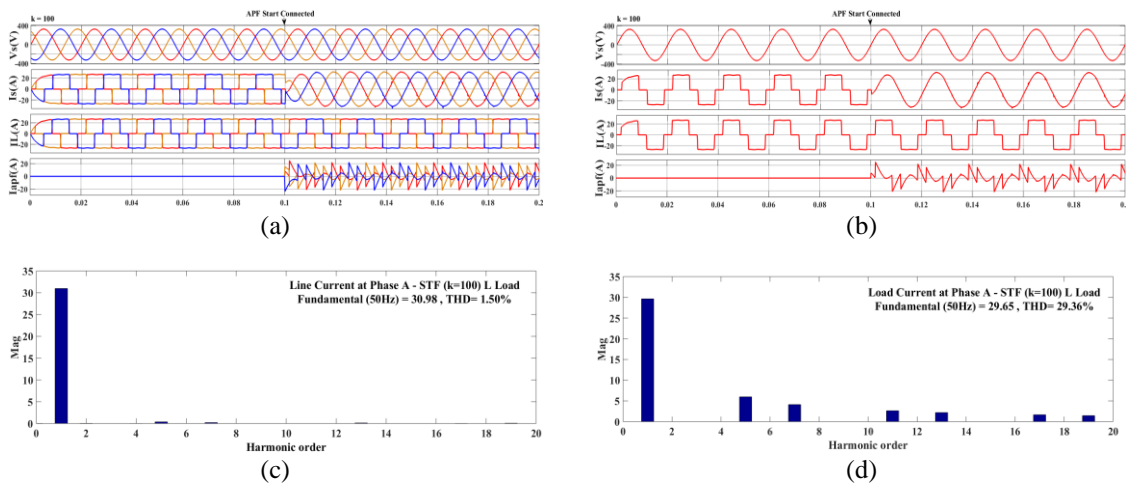 APF Start Connected
k = 100
Vs(V)
400
0
-400
Is(A)
20
0
-20
IL(A)
20
0
-20
Iapf(A)
20
0
-20
0 0.02 0.04 0.06 0.08 0.1 0.12 0.14 0.16 0.18 0.2
(a)
APF Start Connected
k = 100
Vs(V)
400
0
-400
Is(A)
20
0
-20
IL(A)
20
0
-20
Iapf(A)
20
0
-20
0 0.02 0.04 0.06 0.08 0.1 0.12 0.14 0.16 0.18 0.
(b)
Line Current at Phase A - STF (k=100) L Load
Fundamental (50Hz) = 30.98 , THD= 1.50%
Mag
35
30
25
20
15
10
5
0
0 2 4 6 8 10 12 14 16 18 20
Harmonic order
(c)
Load Current at Phase A - STF (k=100) L Load
Fundamental (50Hz) = 29.65 , THD= 29.36%
Mag
35
30
25
20
15
10
5
0
0 2 4 6 8 10 12 14 16 18 20
Harmonic order
(d)